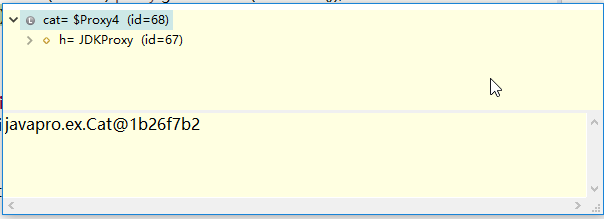 cat= $Proxy4 (id=68)
h= JDKProxy (id=67)
javapro.ex.Cat@1b26f7b2